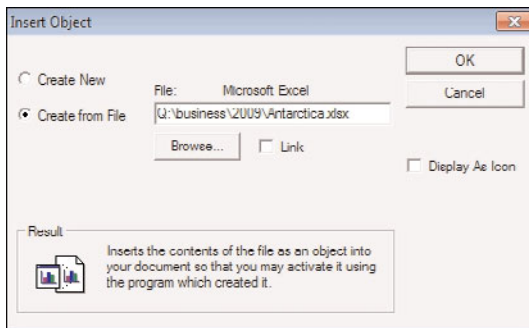 Insert Object
Create New
Create from File
File: Microsoft Excel
Q:\business\2009\Antarctica.xlsx
Browse...
Link
OK
Cancel
Display As Icon
Result
Inserts the contents of the file as an object into
your document so that you may activate it using
the program which created it.